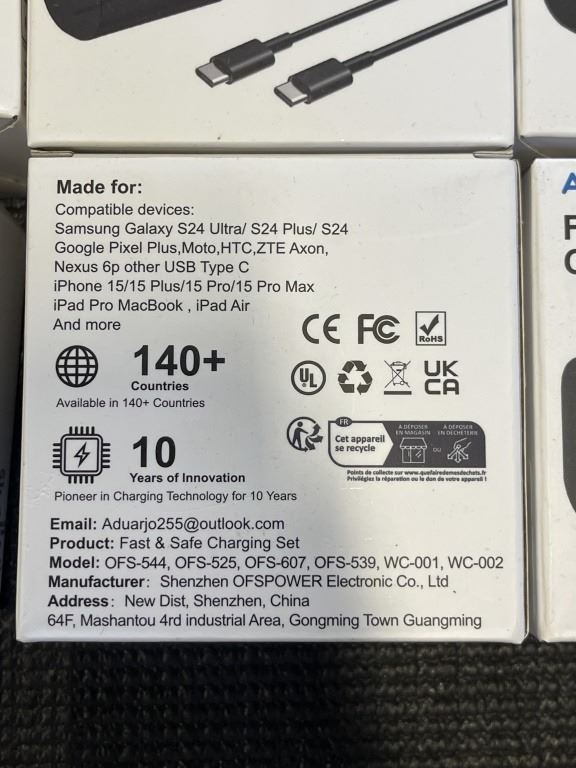 Made for:
Compatible devices:
Samsung Galaxy S24 Ultra/ S24 Plus/ S24
Google Pixel Plus,Moto,HTC,ZTE Axon,
Nexus 6p other USB Type C
iPhone 15/15 Plus/15 Pro/15 Pro Max
iPad Pro MacBook , iPad Air
And more
CE FC RoHS
140+
Countries
Available in 140+ Countries
UL
UK
CA
10
Years of Innovation
Pioneer in Charging Technology for 10 Years
FR
Cet appareil
se recycle
À DÉPOSER
EN MAGASIN
OU
À DÉPOSER
EN DÉCHÈTERIE
Points de collecte sur www.quefairedemesdechets.fr
Privilégiez la réparation ou le don de votre appareil !
Email: Aduarjo255@outlook.com
Product: Fast & Safe Charging Set
Model: OFS-544, OFS-525, OFS-607, OFS-539, WC-001, WC-002
Manufacturer: Shenzhen OFSPOWER Electronic Co., Ltd
Address: New Dist, Shenzhen, China
64F, Mashantou 4rd industrial Area, Gongming Town Guangming